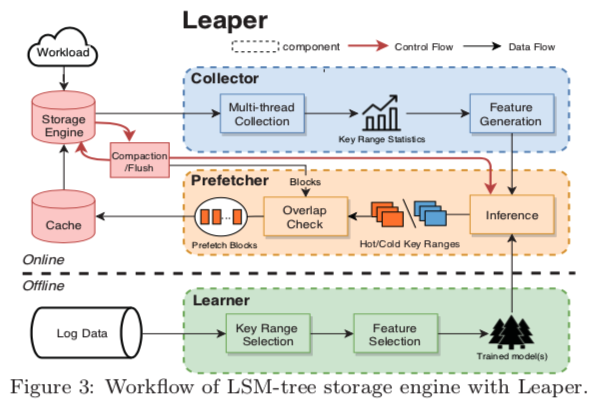 Leaper
component
Control Flow
Data Flow
Workload
Collector
Storage
Engine
Multi-thread
Collection
Key Range Statistics
Feature
Generation
Compaction
/Flush
Blocks
Prefetcher
Cache
Prefetch Blocks
Overlap
Check
Hot/Cold Key Ranges
Inference
Online
Offline
Learner
Log Data
Key Range
Selection
Feature
Selection
Trained model(s)
Figure 3: Workflow of LSM-tree storage engine with Leaper.